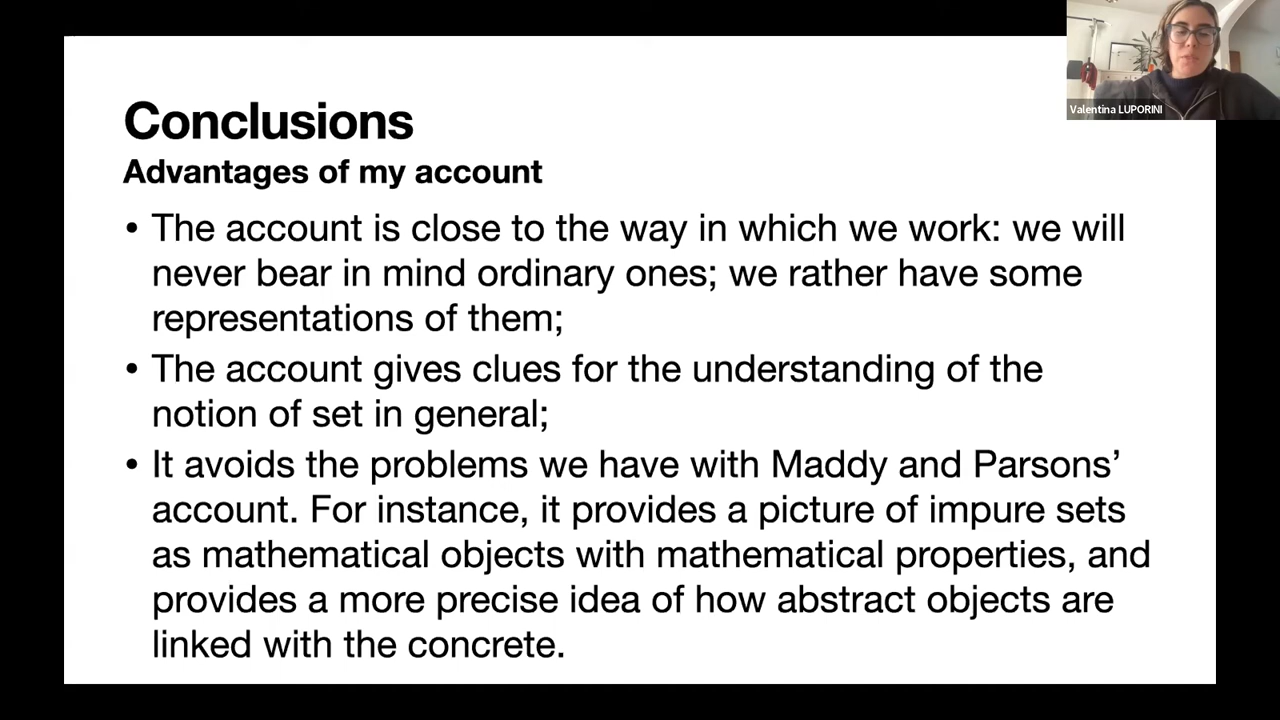 Valentina LUPORINI
Conclusions
Advantages of my account
• The account is close to the way in which we work: we will
never bear in mind ordinary ones; we rather have some
representations of them;
• The account gives clues for the understanding of the
notion of set in general;
• It avoids the problems we have with Maddy and Parsons’
account. For instance, it provides a picture of impure sets
as mathematical objects with mathematical properties, and
provides a more precise idea of how abstract objects are
linked with the concrete.